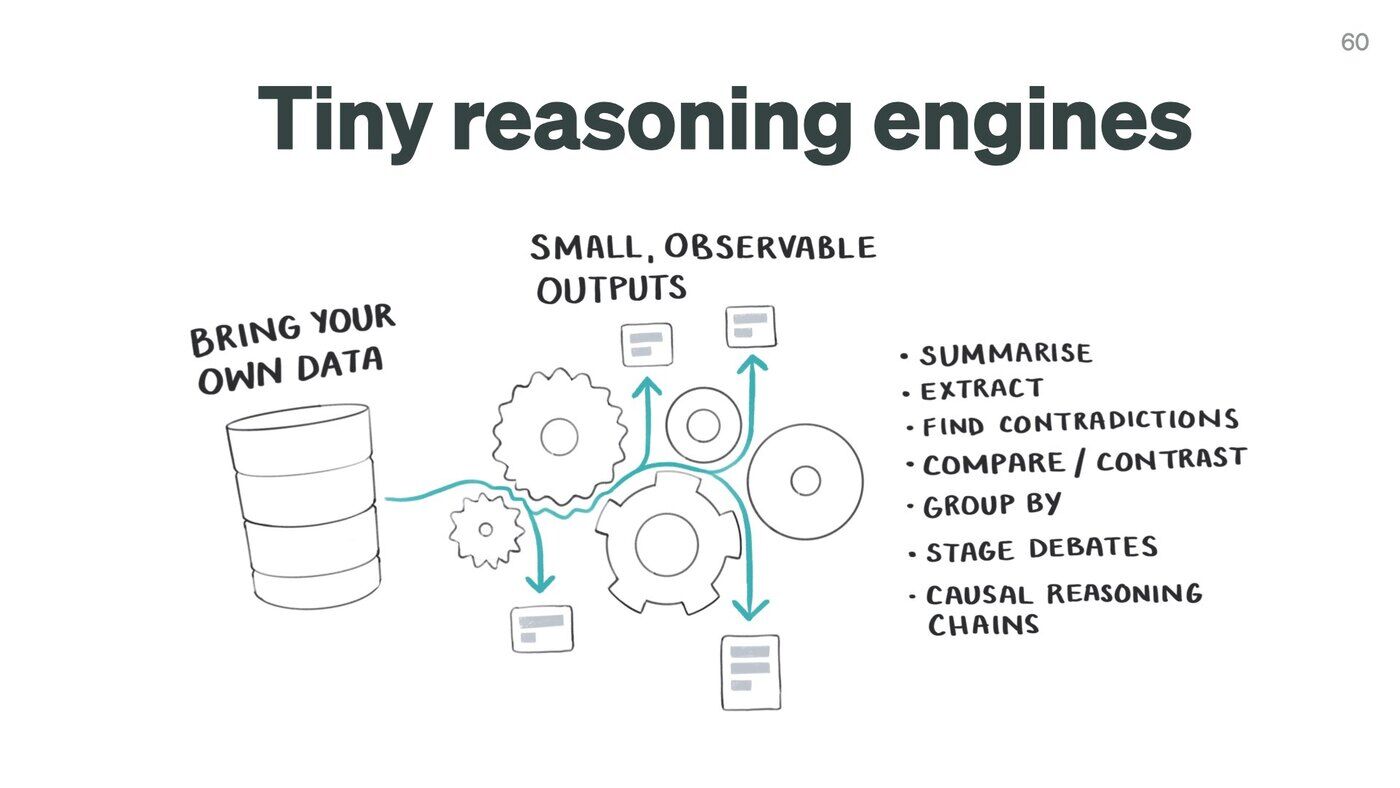 60
Tiny reasoning engines
SMALL, OBSERVABLE
OUTPUTS
BRING YOUR
OWN DATA
• SUMMARISE
• EXTRACT
• FIND CONTRADICTIONS
• COMPARE / CONTRAST
• GROUP BY
• STAGE DEBATES
• CAUSAL REASONING
CHAINS